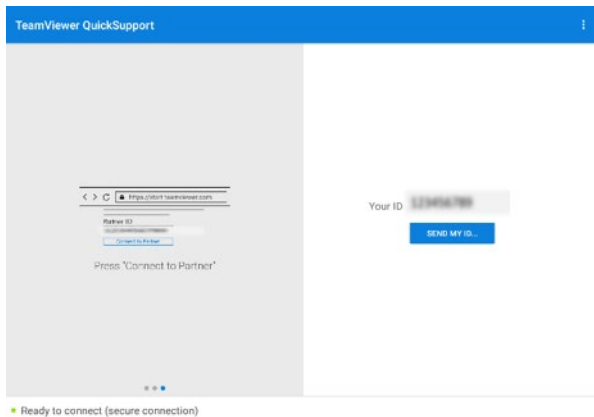 TeamViewer QuickSupport
https://start.teamviewer.com
Partner ID
Connect to Partner
Press "Connect to Partner"
Your ID
SEND MY ID...
Ready to connect (secure connection)